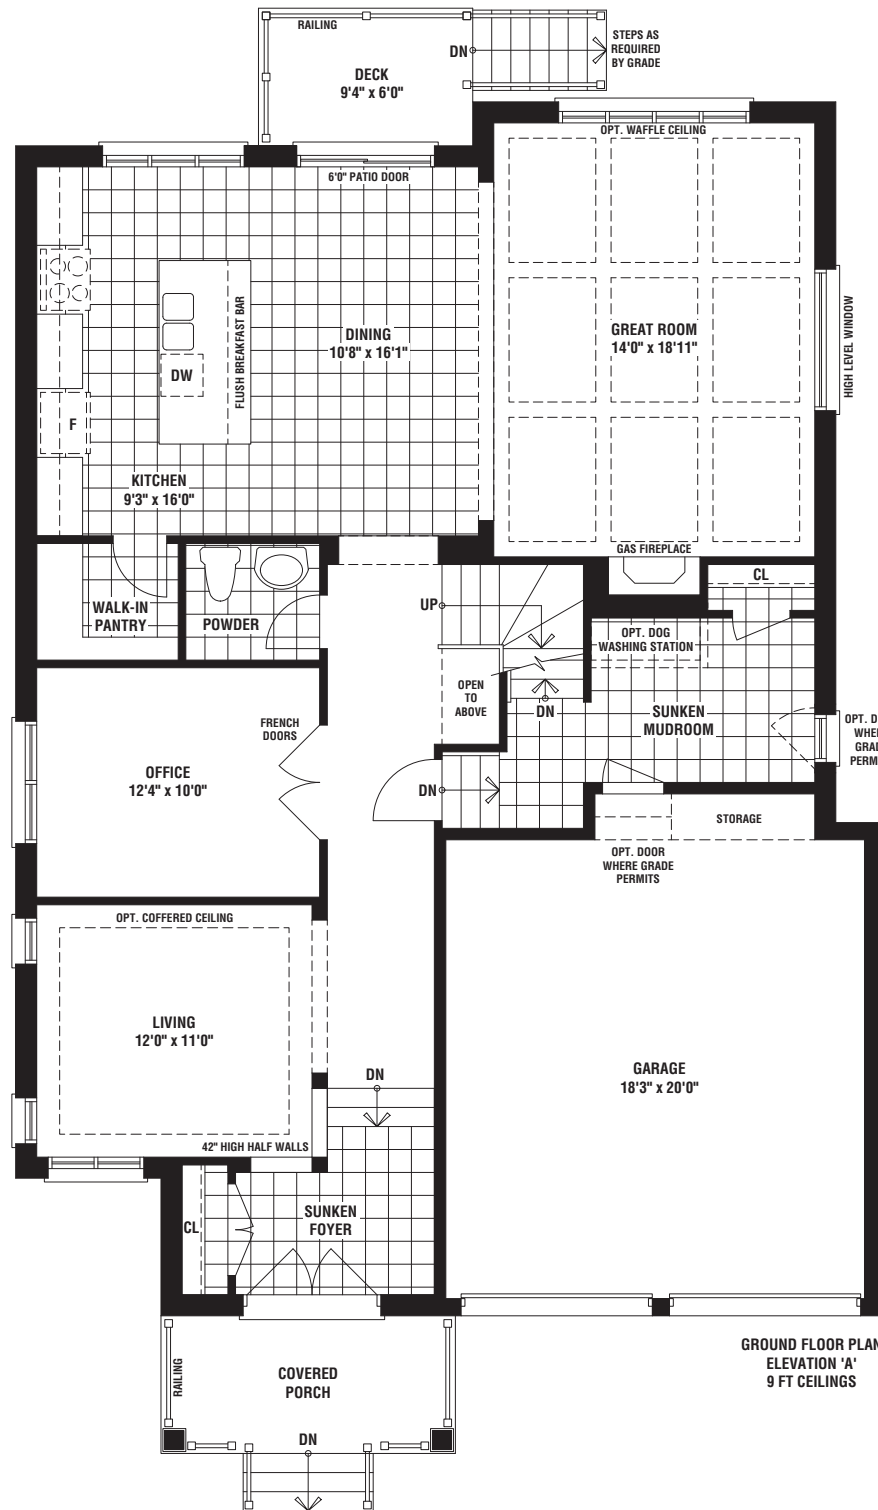 RAILING
DN
STEPS AS
REQUIRED
BY GRADE
DECK
9'4" x 6'0"
OPT. WAFFLE CEILING
6'0" PATIO DOOR
FLUSH BREAKFAST BAR
DINING
10'8" x 16'1"
GREAT ROOM
14'0" x 18'11"
HIGH LEVEL WINDOW
DW
F
KITCHEN
9'3" x 16'0"
GAS FIREPLACE
CL
WALK-IN
PANTRY
POWDER
UP
OPT. DOG
WASHING STATION
OPEN
TO
ABOVE
DN
SUNKEN
MUDROOM
OPT. D
WHE
GRA
PERM
FRENCH
DOORS
OFFICE
12'4" x 10'0"
DN
STORAGE
OPT. DOOR
WHERE GRADE
PERMITS
OPT. COFFERED CEILING
LIVING
12'0" x 11'0"
GARAGE
18'3" x 20'0"
DN
42" HIGH HALF WALLS
CL
SUNKEN
FOYER
RAILING
COVERED
PORCH
DN
GROUND FLOOR PLAN
ELEVATION 'A'
9 FT CEILINGS